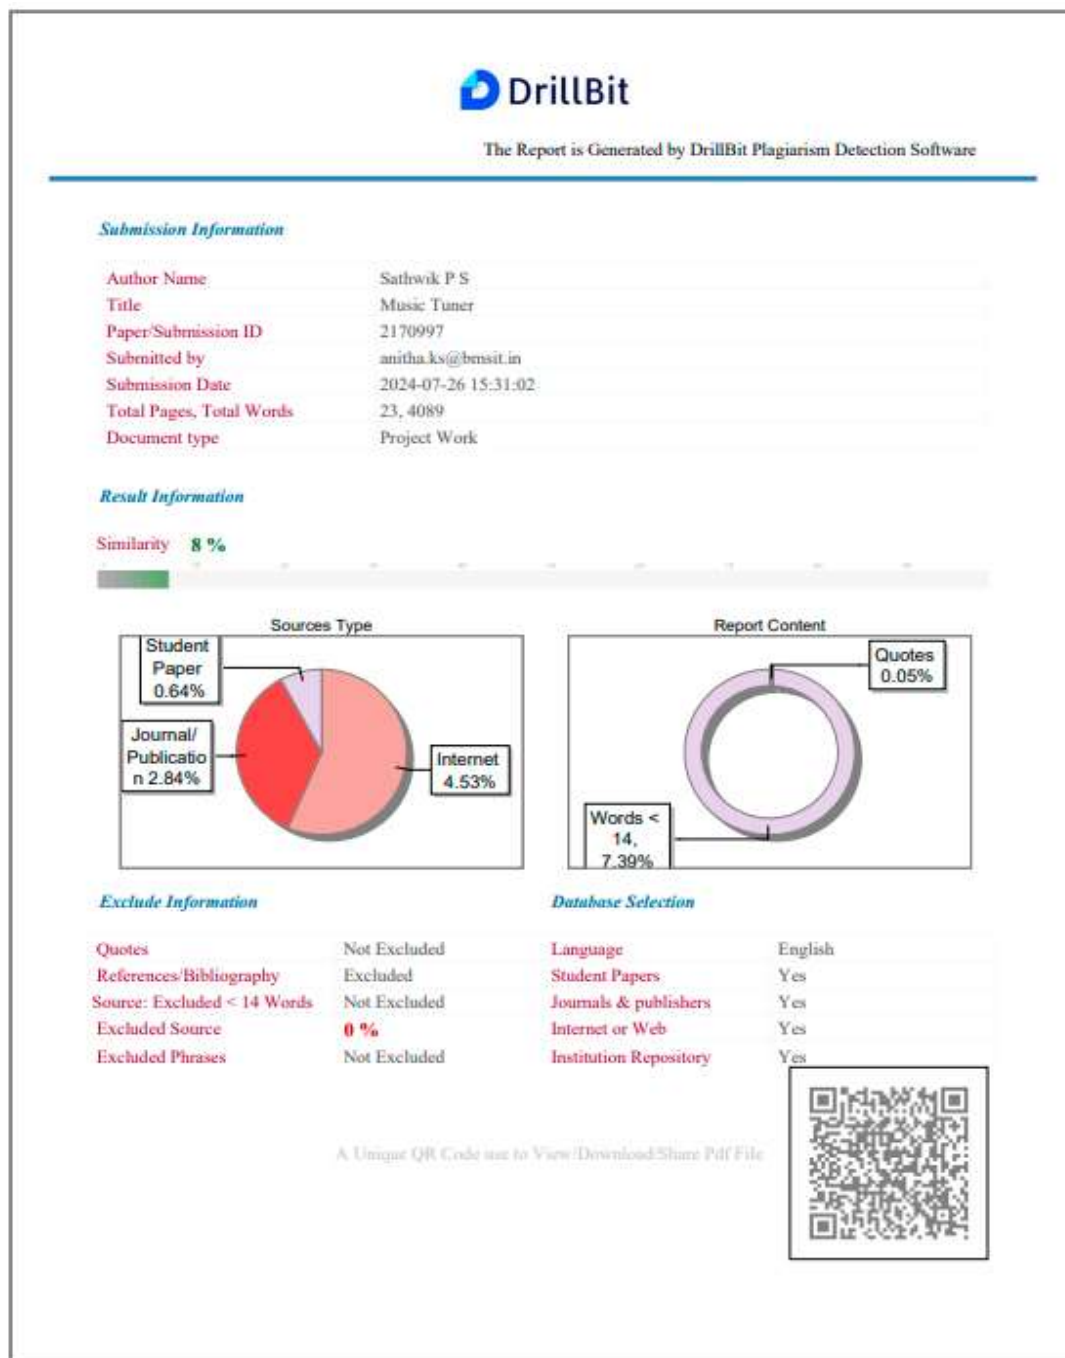 DrillBit
The Report is Generated by DrillBit Plagiarism Detection Software
Submission Information
Author Name Sathwik P S
Title Music Tuner
Paper/Submission ID 2170997
Submitted by anitha.ks@bmsit.in
Submission Date 2024-07-26 15:31:02
Total Pages, Total Words 23, 4089
Document type Project Work
Result Information
Similarity 8 %
Sources Type
Student
Paper
0.64%
Journal/
Publicatio
n 2.84%
Internet
4.53%
Report Content
Quotes
0.05%
Words <
14,
7.39%
Exclude Information
Quotes Not Excluded
References/Bibliography Excluded
Source: Excluded < 14 Words Not Excluded
Excluded Source 0 %
Excluded Phrases Not Excluded
Database Selection
Language English
Student Papers Yes
Journals & publishers Yes
Internet or Web Yes
Institution Repository Yes
A Unique QR Code use to View/Download/Share Pdf File